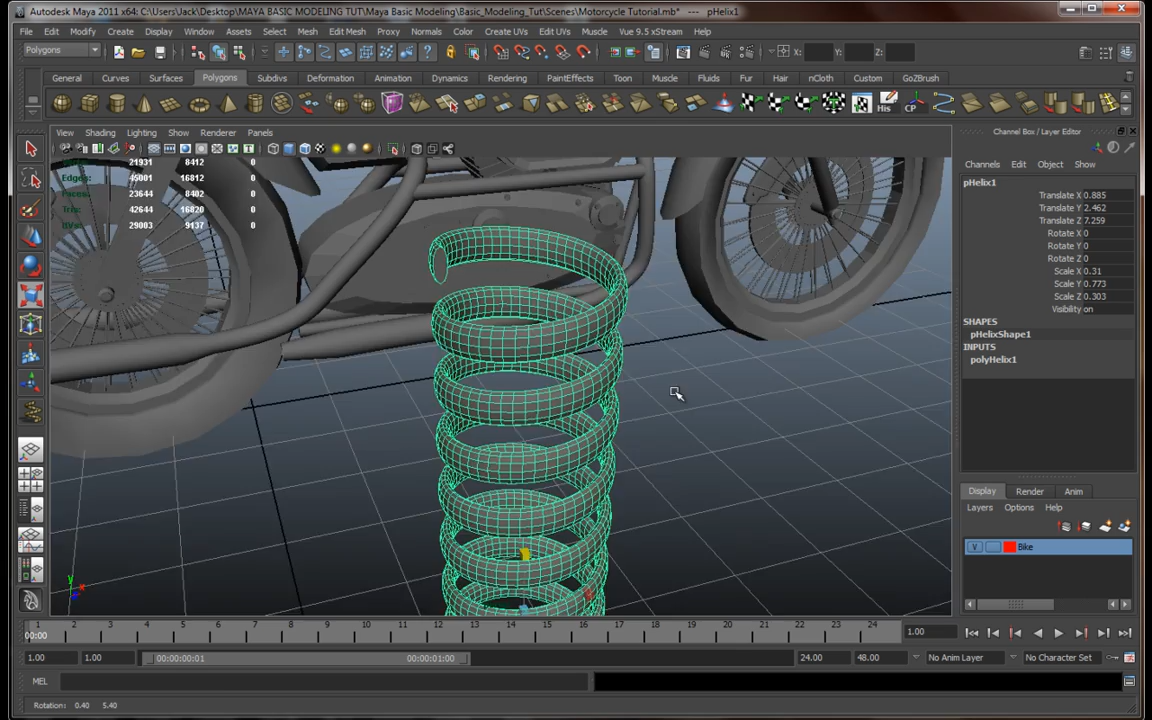 Autodesk Maya 2011 x64: C:\Users\Jack\Desktop\MAYA BASIC MODELING TUT\Maya Basic Modeling\Basic_Modeling_Tut\Scenes\Motorcycle Tutorial.mb* --- pHelix1
File Edit Modify Create Display Window Assets Select Mesh Edit Mesh Proxy Normals Color Create UVs Edit UVs Muscle Vue 9.5 xStream Help
Polygons X: Y: Z:
General Curves Surfaces Polygons Subdivs Deformation Animation Dynamics Rendering PaintEffects Toon Muscle Fluids Fur Hair nCloth Custom GoZBrush
His CP
View Shading Lighting Show Renderer Panels
21931 8412 0
Edges: 45001 16812 0
Faces: 23644 8402 0
Tris: 42644 16820 0
UVs: 29003 9137 0
Channel Box / Layer Editor
Channels Edit Object Show
pHelix1
Translate X 0.885
Translate Y 2.462
Translate Z 7.259
Rotate X 0
Rotate Y 0
Rotate Z 0
Scale X 0.31
Scale Y 0.773
Scale Z 0.303
Visibility on
SHAPES
pHelixShape1
INPUTS
polyHelix1
Display Render Anim
Layers Options Help
V Bike
y x
1 2 3 4 5 6 7 8 9 10 11 12 13 14 15 16 17 18 19 20 21 22 23 24
00:00
1.00
1.00 1.00 00:00:00:01 00:00:01:00 24.00 48.00 No Anim Layer No Character Set
MEL
Rotation: 0.40 5.40